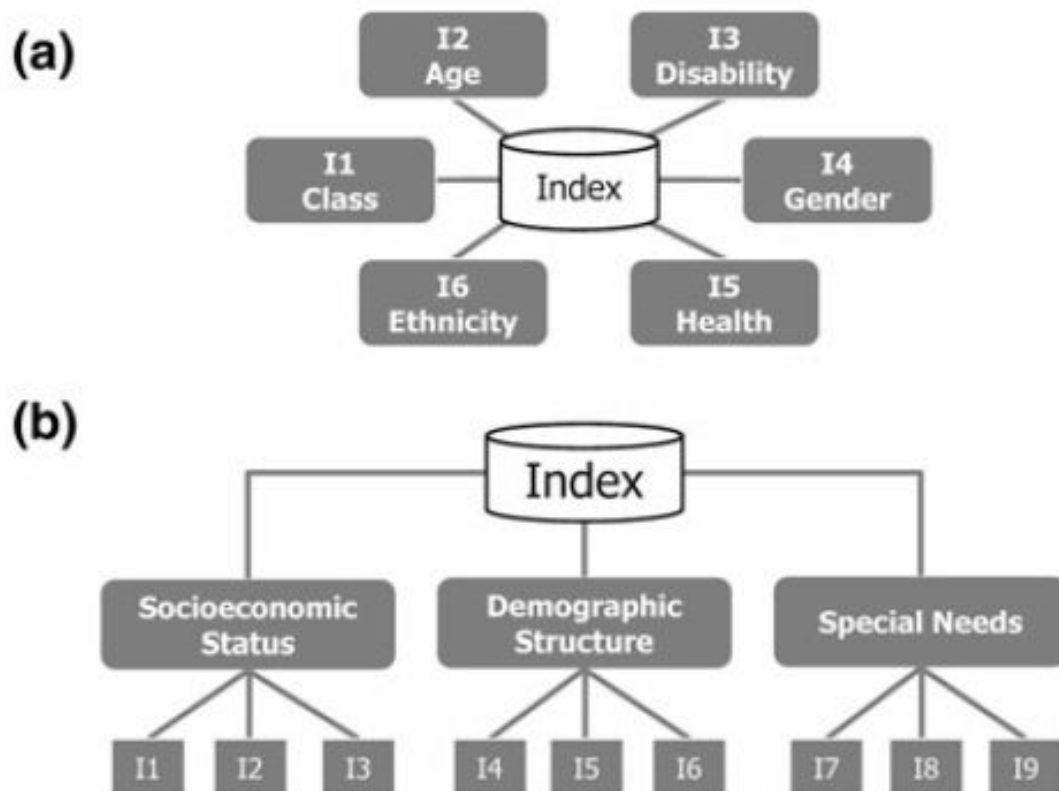 (a)
I2
Age
I3
Disability
I1
Class
Index
I4
Gender
I6
Ethnicity
I5
Health
(b)
Index
Socioeconomic
Status
Demographic
Structure
Special Needs
I1 I2 I3 I4 I5 I6 I7 I8 I9